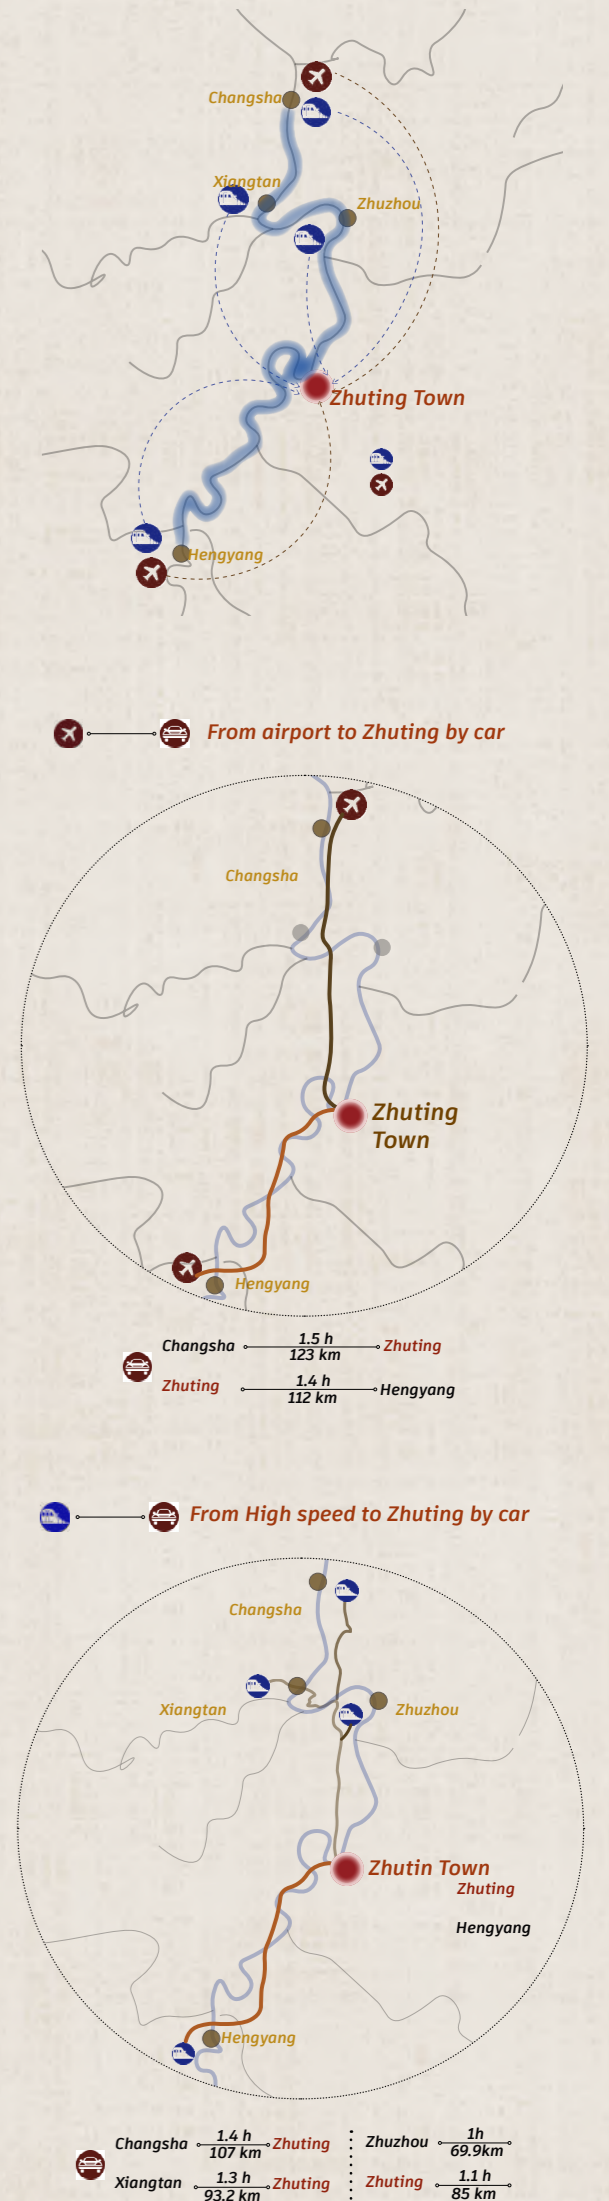 Changsha
Xiangtan
Zhuzhou
Zhuting Town
Hengyang
From airport to Zhuting by car
Changsha
Zhuting
Town
Hengyang
Changsha 1.5 h Zhuting
123 km
Zhuting 1.4 h Hengyang
112 km
From High speed to Zhuting by car
Changsha
Xiangtan
Zhuzhou
Zhutin Town
Zhuting
Hengyang
Hengyang
Changsha 1.4 h Zhuting
107 km
Zhuzhou 1h
69.9km
Xiangtan 1.3 h Zhuting
93.2 km
Zhuting 1.1 h
85 km